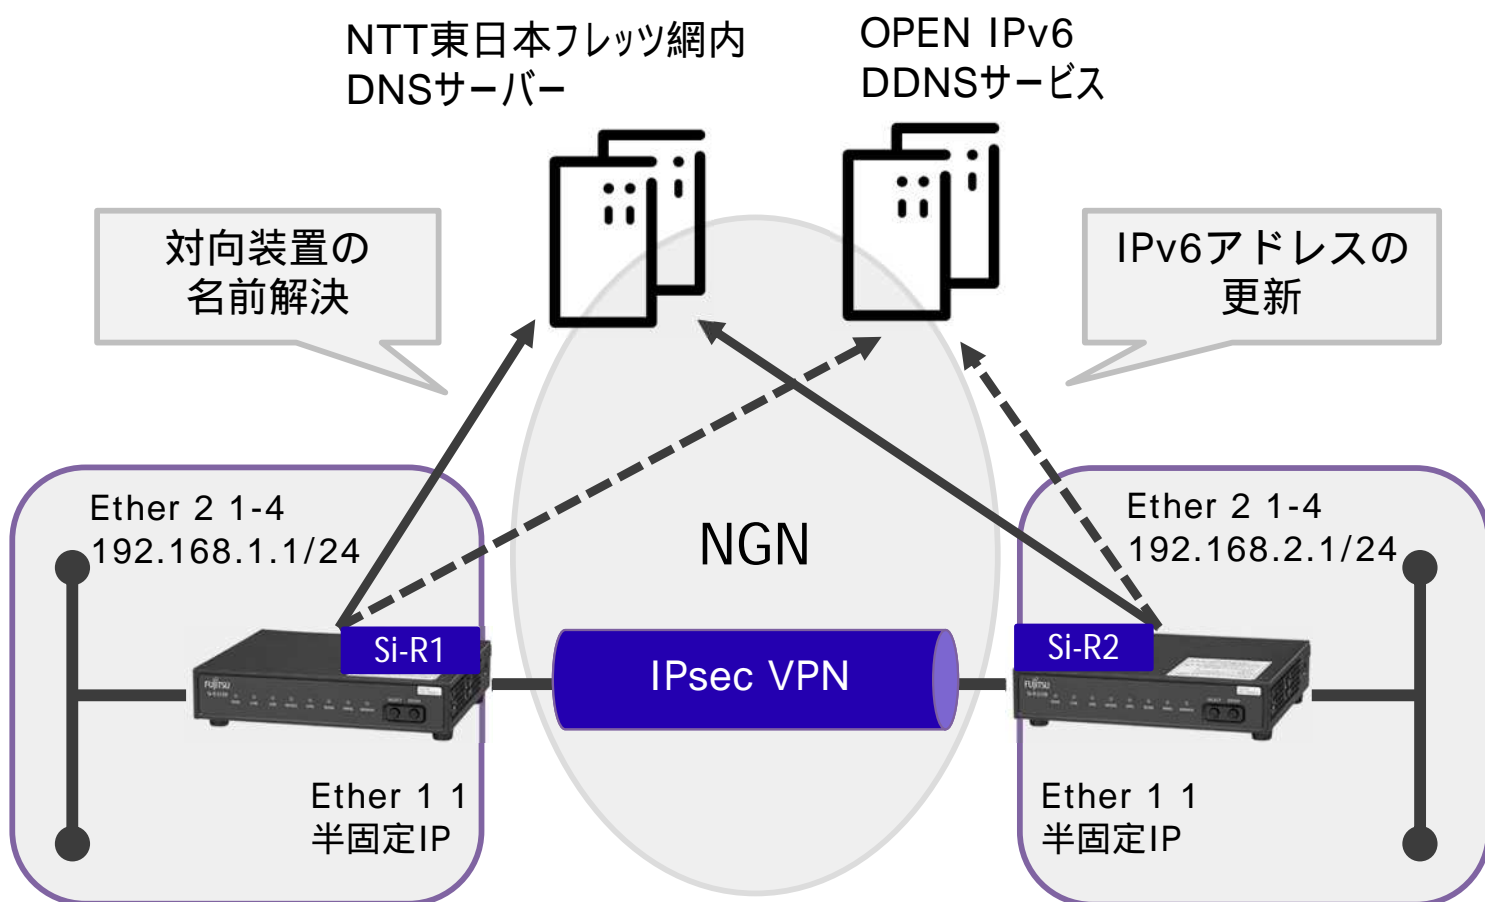 NTT東日本フレッツ網内
DNSサーバー
OPEN IPv6
DDNSサービス
対向装置の
名前解決
IPv6アドレスの
更新
Ether 2 1-4
192.168.1.1/24
Ether 2 1-4
192.168.2.1/24
NGN
Si-R1
IPsec VPN
Si-R2
FUJITSU
FUJITSU
Ether 1 1
半固定IP
Ether 1 1
半固定IP